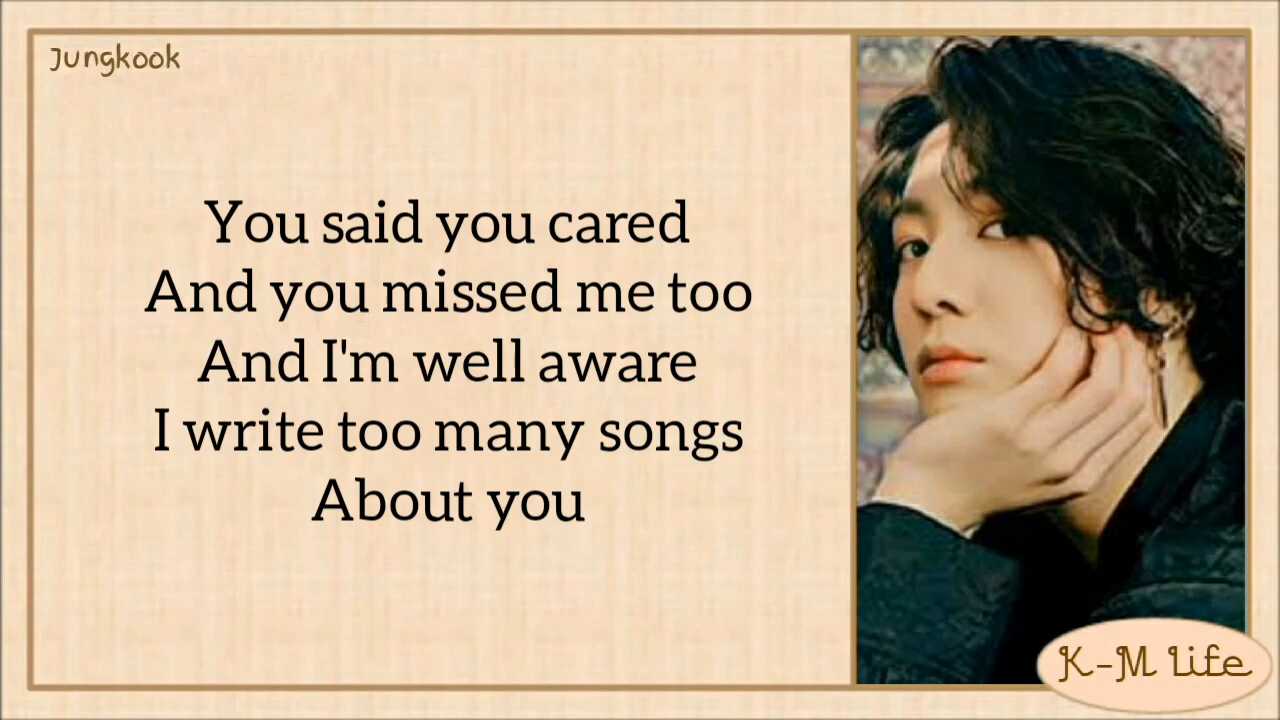 Jungkook
You said you cared
And you missed me too
And I'm well aware
I write too many songs
About you
K-M Life